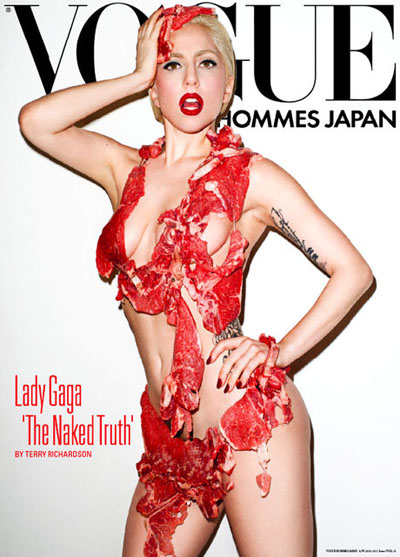 VOGUE
®
HOMMES JAPAN
Lady Gaga
'The Naked Truth'
BY TERRY RICHARDSON